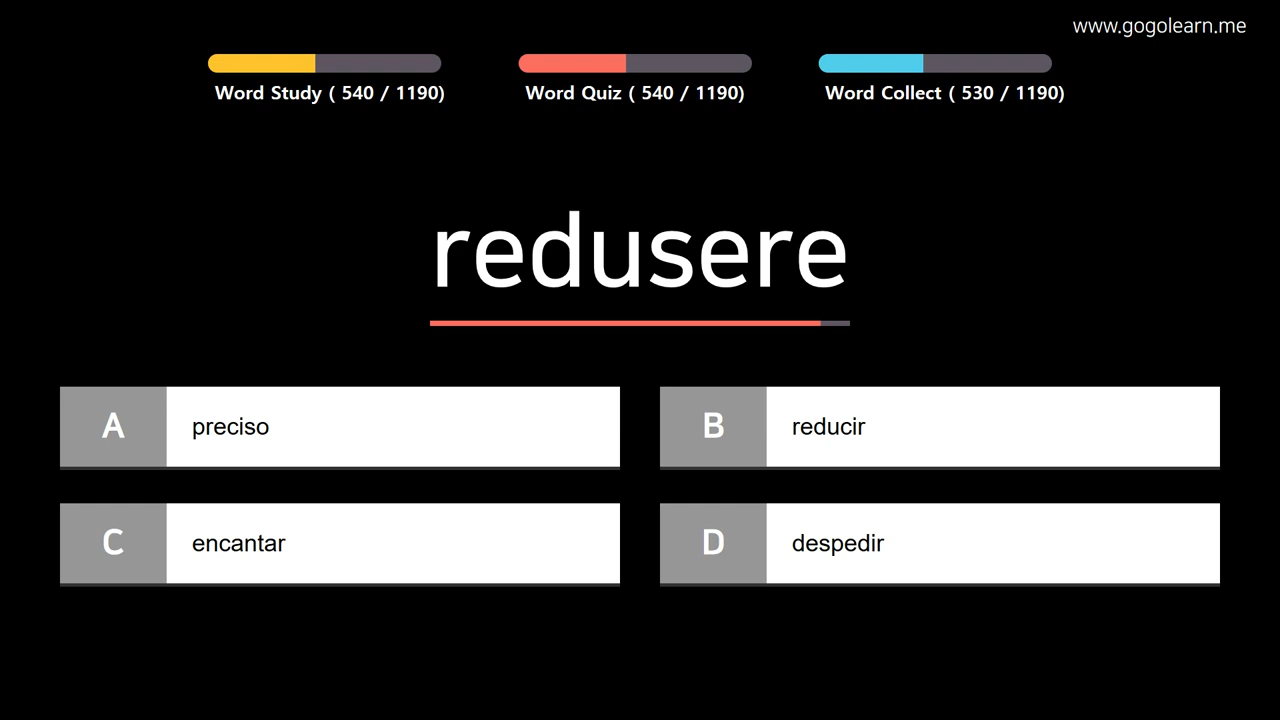 www.gogolearn.me
Word Study ( 540 / 1190)
Word Quiz ( 540 / 1190)
Word Collect ( 530 / 1190)
redusere
A preciso
B reducir
C encantar
D despedir